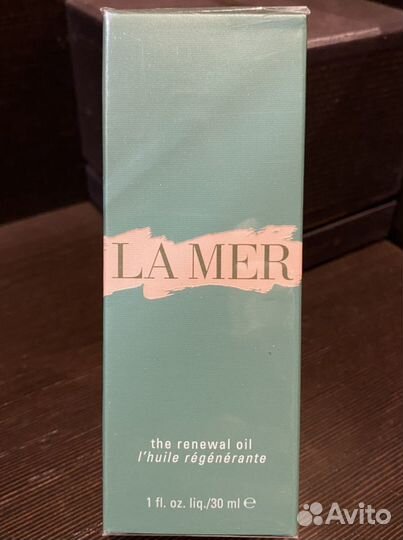 LA MER
the renewal oil
l'huile régénérante
1 fl. oz. liq./30 ml ℮
Avito